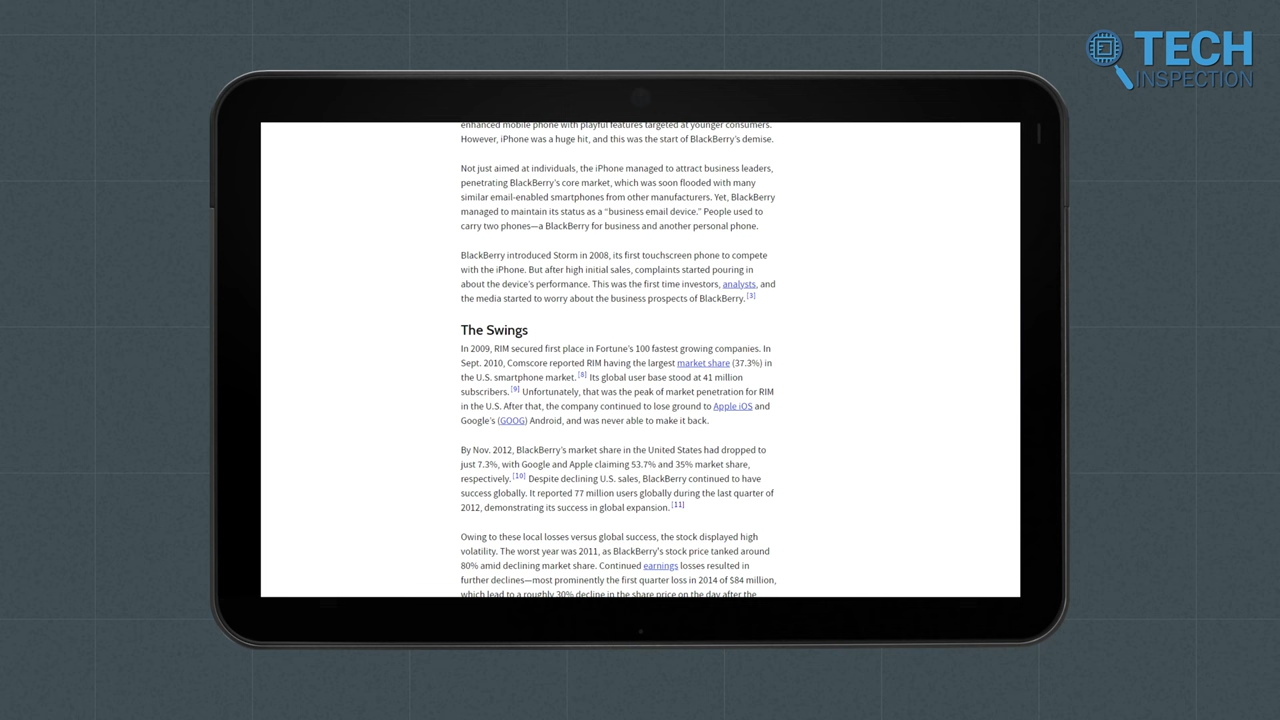 TECH
INSPECTION
enhanced mobile phone with playful features targeted at younger consumers.
However, iPhone was a huge hit, and this was the start of BlackBerry's demise.
Not just aimed at individuals, the iPhone managed to attract business leaders,
penetrating BlackBerry's core market, which was soon flooded with many
similar email-enabled smartphones from other manufacturers. Yet, BlackBerry
managed to maintain its status as a “business email device.” People used to
carry two phones—a BlackBerry for business and another personal phone.
BlackBerry introduced Storm in 2008, its first touchscreen phone to compete
with the iPhone. But after high initial sales, complaints started pouring in
about the device's performance. This was the first time investors, analysts, and
the media started to worry about the business prospects of BlackBerry. [3]
The Swings
In 2009, RIM secured first place in Fortune's 100 fastest growing companies. In
Sept. 2010, Comscore reported RIM having the largest market share (37.3%) in
the U.S. smartphone market. [8] Its global user base stood at 41 million
subscribers. [9] Unfortunately, that was the peak of market penetration for RIM
in the U.S. After that, the company continued to lose ground to Apple iOS and
Google's (GOOG) Android, and was never able to make it back.
By Nov. 2012, BlackBerry's market share in the United States had dropped to
just 7.3%, with Google and Apple claiming 53.7% and 35% market share,
respectively. [10] Despite declining U.S. sales, BlackBerry continued to have
success globally. It reported 77 million users globally during the last quarter of
2012, demonstrating its success in global expansion. [11]
Owing to these local losses versus global success, the stock displayed high
volatility. The worst year was 2011, as BlackBerry's stock price tanked around
80% amid declining market share. Continued earnings losses resulted in
further declines—most prominently the first quarter loss in 2014 of $84 million,
which lead to a roughly 30% decline in the share price on the day after the